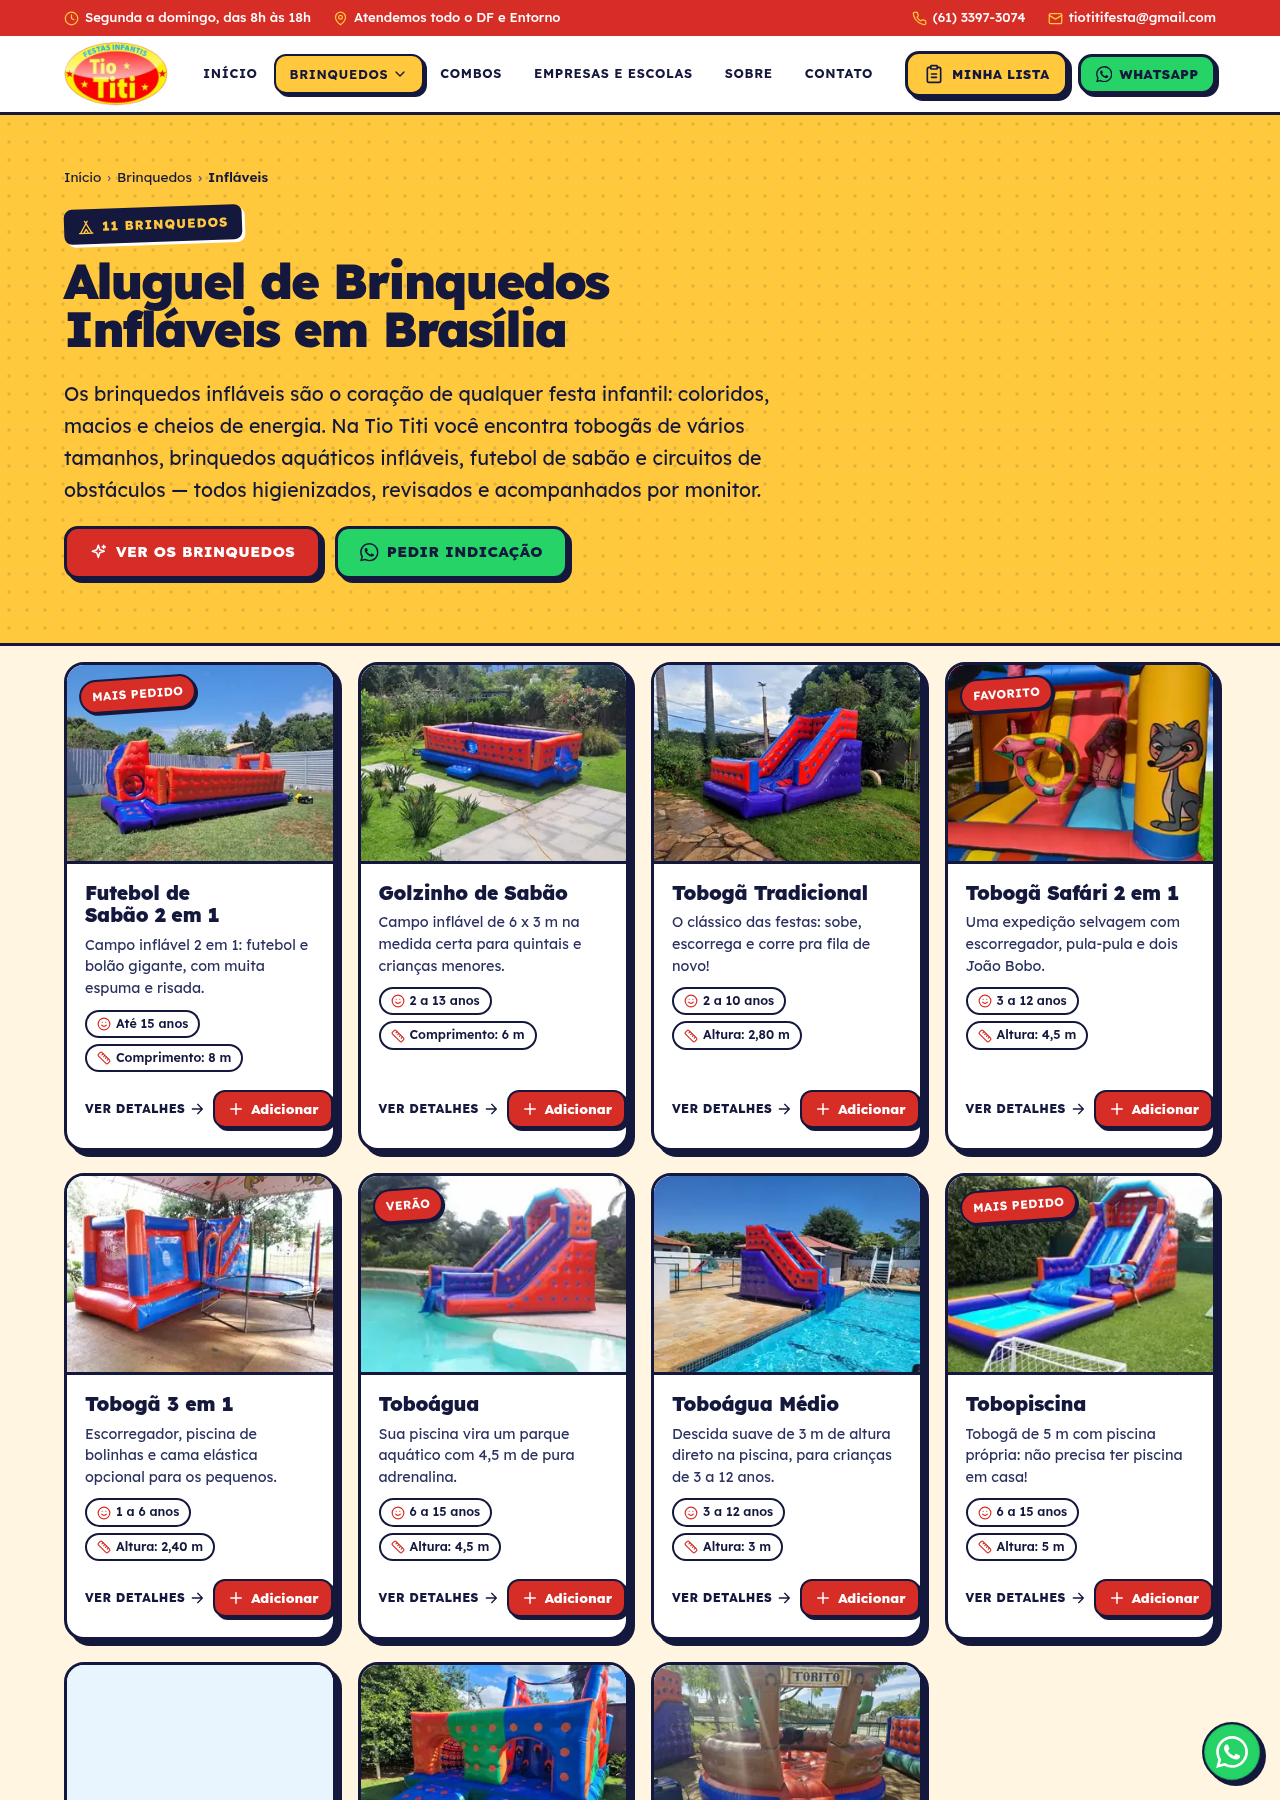 Segunda a domingo, das 8h às 18h
Atendemos todo o DF e Entorno
(61) 3397-3074
tiotitifesta@gmail.com
FESTAS INFANTIS
Tio
Titi
INÍCIO
BRINQUEDOS
COMBOS
EMPRESAS E ESCOLAS
SOBRE
CONTATO
MINHA LISTA
WHATSAPP
Início › Brinquedos › Infláveis
11 BRINQUEDOS
Aluguel de Brinquedos
Infláveis em Brasília
Os brinquedos infláveis são o coração de qualquer festa infantil: coloridos,
macios e cheios de energia. Na Tio Titi você encontra tobogãs de vários
tamanhos, brinquedos aquáticos infláveis, futebol de sabão e circuitos de
obstáculos — todos higienizados, revisados e acompanhados por monitor.
VER OS BRINQUEDOS
PEDIR INDICAÇÃO
MAIS PEDIDO
Futebol de
Sabão 2 em 1
Campo inflável 2 em 1: futebol e
bolão gigante, com muita
espuma e risada.
Até 15 anos
Comprimento: 8 m
VER DETALHES
Adicionar
Golzinho de Sabão
Campo inflável de 6 x 3 m na
medida certa para quintais e
crianças menores.
2 a 13 anos
Comprimento: 6 m
VER DETALHES
Adicionar
Tobogã Tradicional
O clássico das festas: sobe,
escorrega e corre pra fila de
novo!
2 a 10 anos
Altura: 2,80 m
VER DETALHES
Adicionar
FAVORITO
Tobogã Safári 2 em 1
Uma expedição selvagem com
escorregador, pula-pula e dois
João Bobo.
3 a 12 anos
Altura: 4,5 m
VER DETALHES
Adicionar
Tobogã 3 em 1
Escorregador, piscina de
bolinhas e cama elástica
opcional para os pequenos.
1 a 6 anos
Altura: 2,40 m
VER DETALHES
Adicionar
VERÃO
Toboágua
Sua piscina vira um parque
aquático com 4,5 m de pura
adrenalina.
6 a 15 anos
Altura: 4,5 m
VER DETALHES
Adicionar
Toboágua Médio
Descida suave de 3 m de altura
direto na piscina, para crianças
de 3 a 12 anos.
3 a 12 anos
Altura: 3 m
VER DETALHES
Adicionar
MAIS PEDIDO
Tobopiscina
Tobogã de 5 m com piscina
própria: não precisa ter piscina
em casa!
6 a 15 anos
Altura: 5 m
VER DETALHES
Adicionar
TORITO